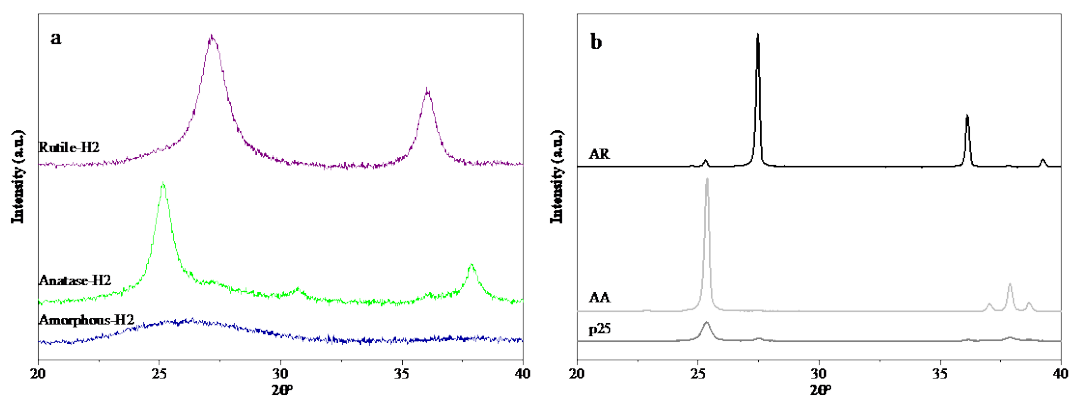 a
Intensity (a.u.)
Rutile-H2
Anatase-H2
Amorphous-H2
20 25 30 35 40
2θ°
b
Intensity (a.u.)
AR
AA
p25
20 25 30 35 40
2θ°